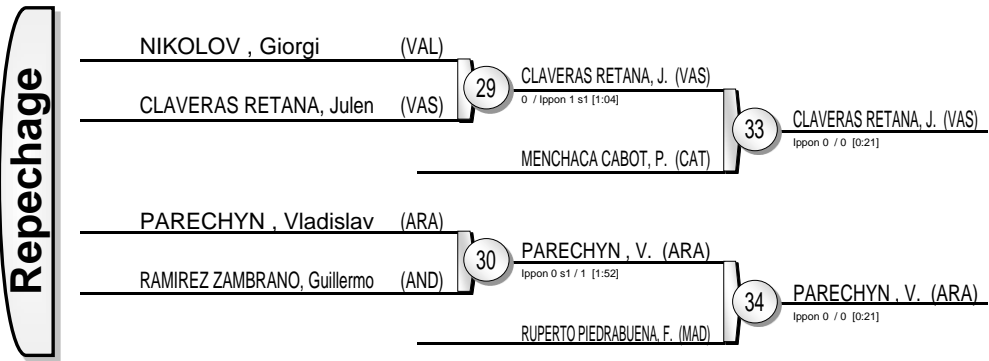 Repechage
NIKOLOV , Giorgi (VAL)
CLAVERAS RETANA, Julen (VAS)
29
CLAVERAS RETANA, J. (VAS)
0 / Ippon 1 s1 [1:04]
MENCHACA CABOT, P. (CAT)
33
CLAVERAS RETANA, J. (VAS)
Ippon 0 / 0 [0:21]
PARECHYN , Vladislav (ARA)
RAMIREZ ZAMBRANO, Guillermo (AND)
30
PARECHYN , V. (ARA)
Ippon 0 s1 / 1 [1:52]
RUPERTO PIEDRABUENA, F. (MAD)
34
PARECHYN , V. (ARA)
Ippon 0 / 0 [0:21]